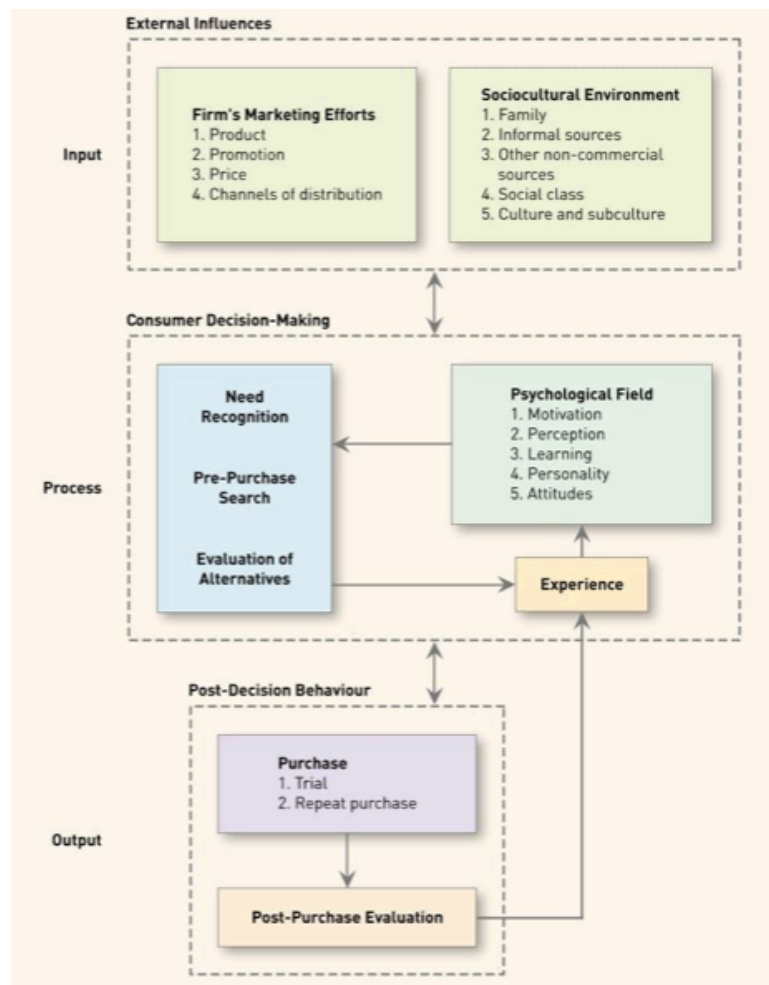 External Influences
Firm's Marketing Efforts
1. Product
2. Promotion
3. Price
4. Channels of distribution
Sociocultural Environment
1. Family
2. Informal sources
3. Other non-commercial
sources
4. Social class
5. Culture and subculture
Input
Consumer Decision-Making
Need
Recognition
Pre-Purchase
Search
Evaluation of
Alternatives
Psychological Field
1. Motivation
2. Perception
3. Learning
4. Personality
5. Attitudes
Process
Experience
Post-Decision Behaviour
Purchase
1. Trial
2. Repeat purchase
Output
Post-Purchase Evaluation